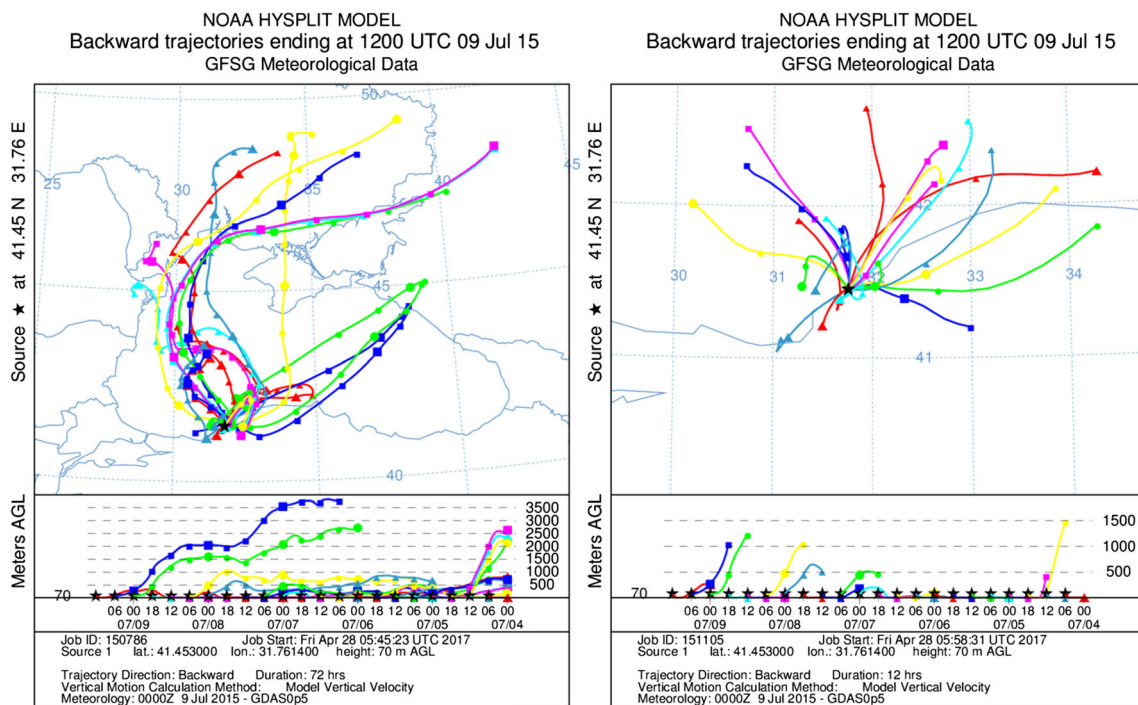 NOAA HYSPLIT MODEL
Backward trajectories ending at 1200 UTC 09 Jul 15
GFSG Meteorological Data
Source ★ at 41.45 N 31.76 E
50
45
25
30
35
40
45
40
Meters AGL
3500
3000
2500
2000
1500
1000
500
70
06 00 18 12 06 00 18 12 06 00 18 12 06 00 18 12 06 00 18 12 06 00
07/09 07/08 07/07 07/06 07/05 07/04
Job ID: 150786 Job Start: Fri Apr 28 05:45:23 UTC 2017
Source 1 lat.: 41.453000 lon.: 31.761400 height: 70 m AGL
Trajectory Direction: Backward Duration: 72 hrs
Vertical Motion Calculation Method: Model Vertical Velocity
Meteorology: 0000Z 9 Jul 2015 - GDAS0p5
NOAA HYSPLIT MODEL
Backward trajectories ending at 1200 UTC 09 Jul 15
GFSG Meteorological Data
Source ★ at 41.45 N 31.76 E
42
30 31 32 33 34
41
Meters AGL
1500
1000
500
70
06 00 18 12 06 00 18 12 06 00 18 12 06 00 18 12 06 00 18 12 06 00
07/09 07/08 07/07 07/06 07/05 07/04
Job ID: 151105 Job Start: Fri Apr 28 05:58:31 UTC 2017
Source 1 lat.: 41.453000 lon.: 31.761400 height: 70 m AGL
Trajectory Direction: Backward Duration: 12 hrs
Vertical Motion Calculation Method: Model Vertical Velocity
Meteorology: 0000Z 9 Jul 2015 - GDAS0p5